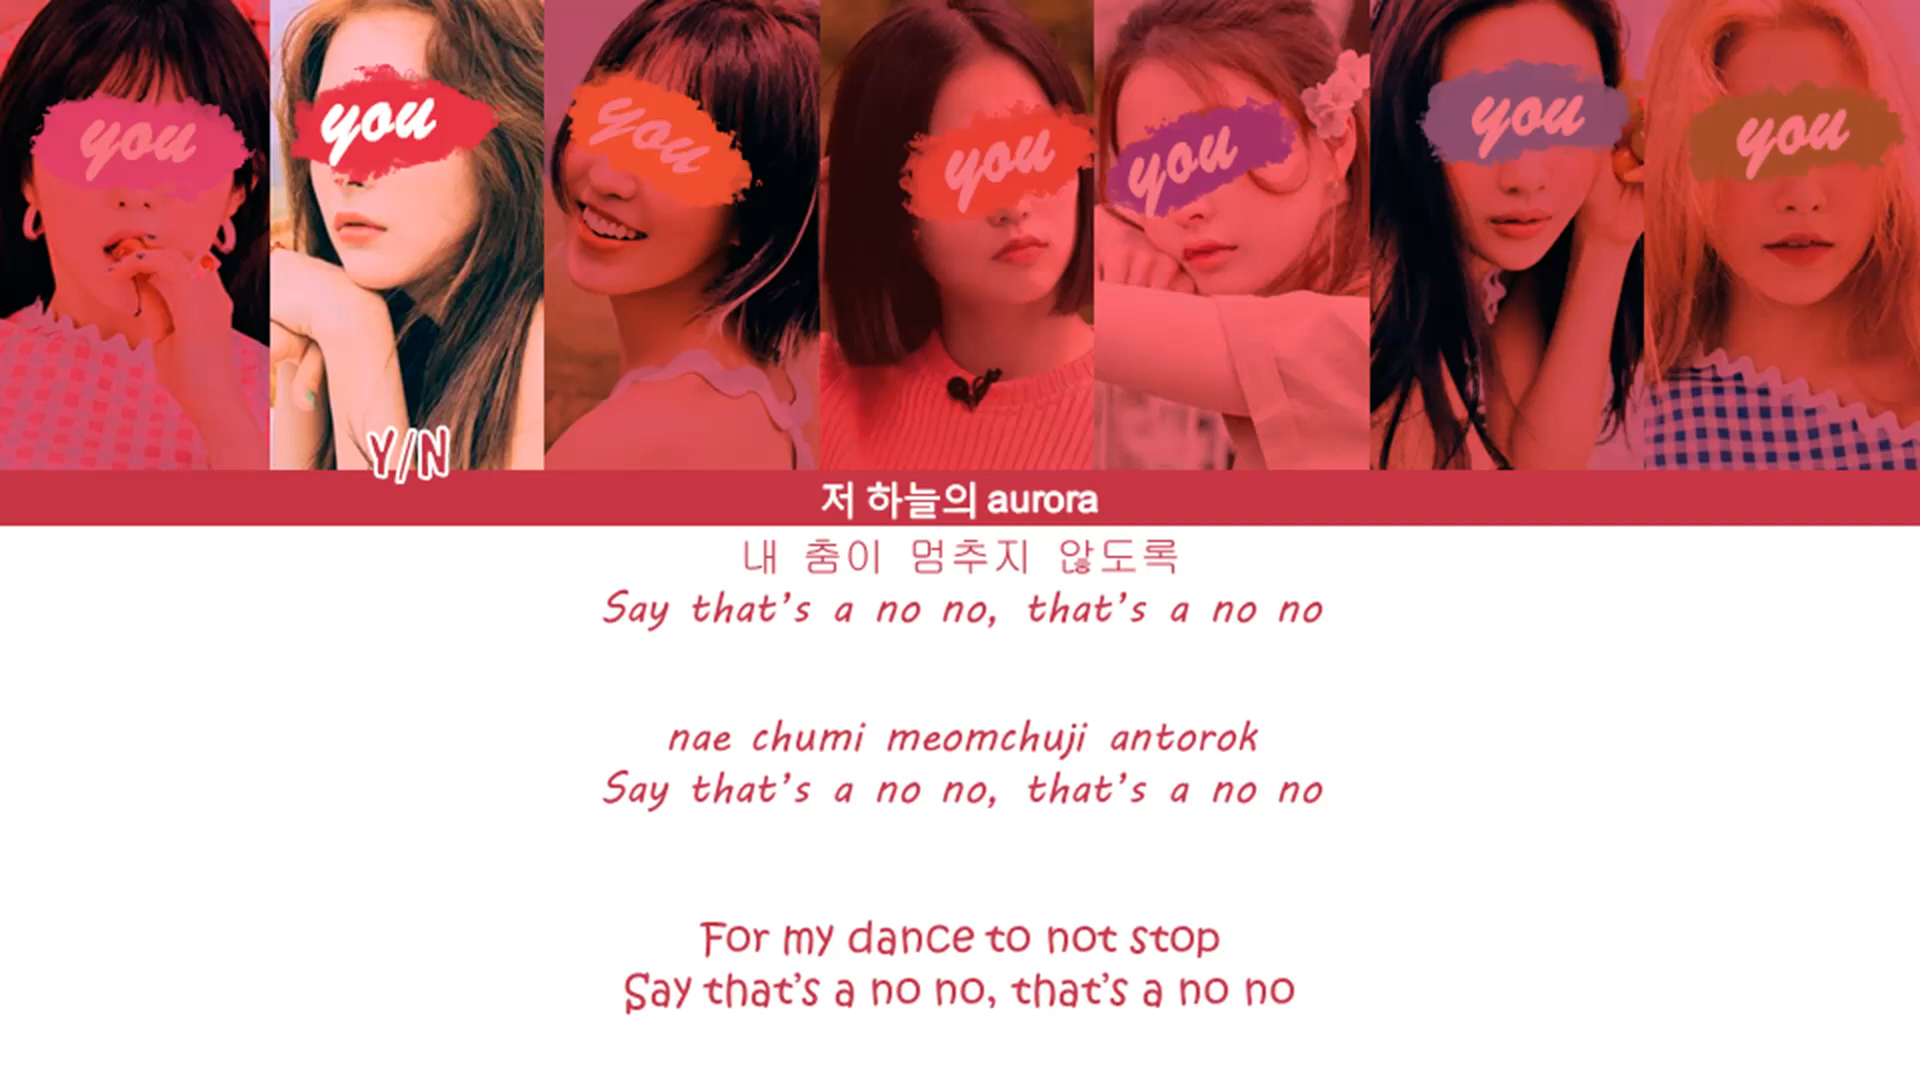 you you you you you you you
Y/N
저 하늘의 aurora
내 춤이 멈추지 않도록
Say that's a no no, that's a no no
nae chumi meomchuji antorok
Say that's a no no, that's a no no
For my dance to not stop
Say that's a no no, that's a no no